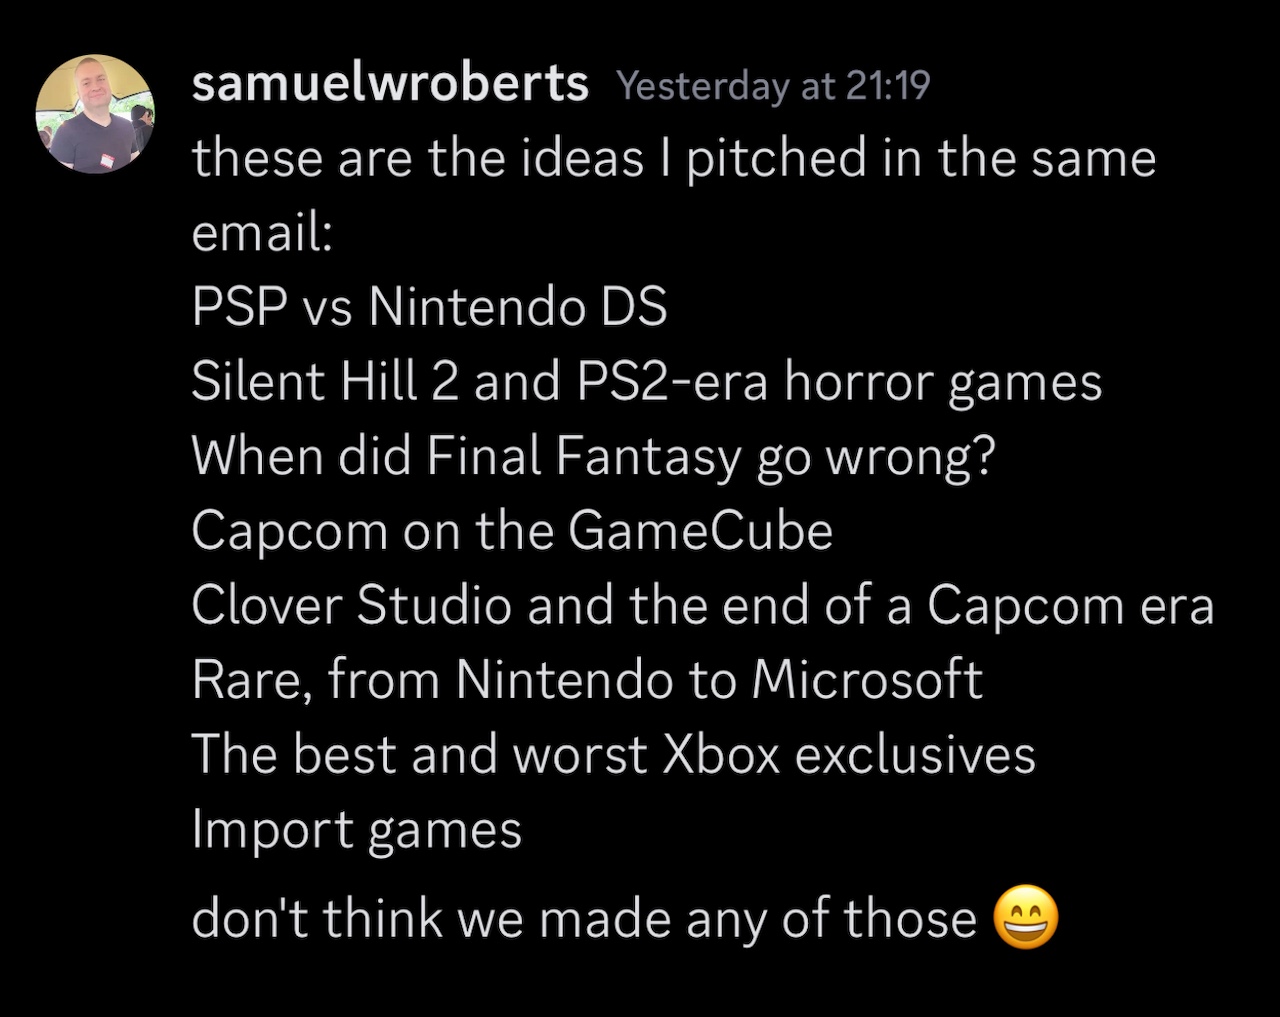 samuelwroberts Yesterday at 21:19
these are the ideas I pitched in the same
email:
PSP vs Nintendo DS
Silent Hill 2 and PS2-era horror games
When did Final Fantasy go wrong?
Capcom on the GameCube
Clover Studio and the end of a Capcom era
Rare, from Nintendo to Microsoft
The best and worst Xbox exclusives
Import games
don't think we made any of those 😄